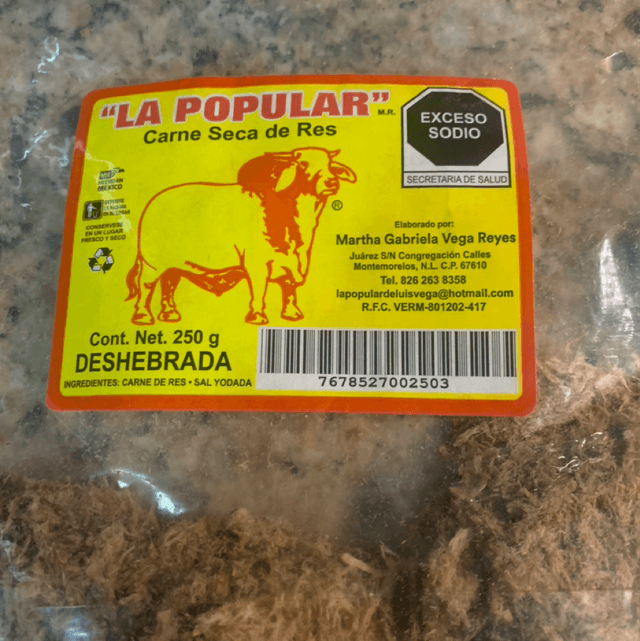 “LA POPULAR” M.R.
Carne Seca de Res
EXCESO
SODIO
SECRETARIA DE SALUD
MÉXICO
CONSERVESE
EN UN LUGAR
FRESCO Y SECO
®
Elaborado por:
Martha Gabriela Vega Reyes
Juárez S/N Congregación Calles
Montemorelos, N.L. C.P. 67610
Tel. 826 263 8358
lapopulardeluisvega@hotmail.com
R.F.C. VERM-801202-417
Cont. Net. 250 g
DESHEBRADA
INGREDIENTES: CARNE DE RES • SAL YODADA
7678527002503